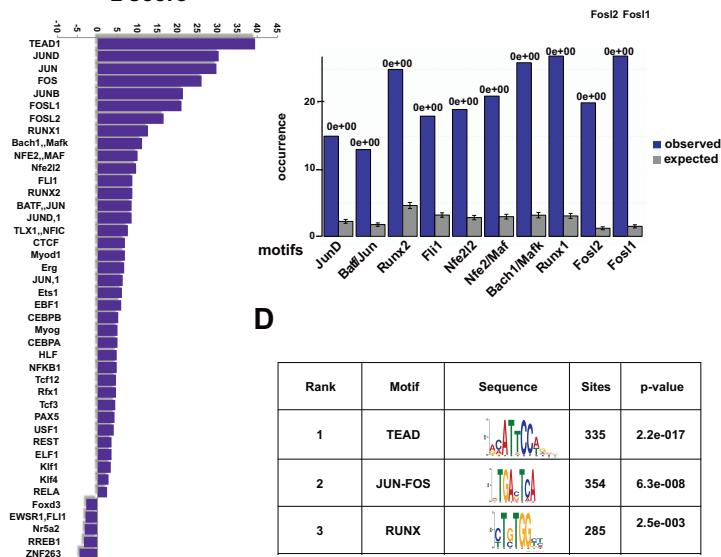 Fosl2 Fosl1
-10 -5 0 5 10 15 20 25 30 35 40 45
TEAD1
JUND
JUN
FOS
JUNB
FOSL1
FOSL2
RUNX1
Bach1,,Mafk
NFE2,,MAF
Nfe2l2
FLI1
RUNX2
BATF,,JUN
JUND,1
TLX1,,NFIC
CTCF
Myod1
Erg
JUN,1
Ets1
EBF1
CEBPB
Myog
CEBPA
HLF
NFKB1
Tcf12
Rfx1
Tcf3
PAX5
USF1
REST
ELF1
Klf1
Klf4
RELA
Foxd3
EWSR1,FLI1
Nr5a2
RREB1
ZNF263
occurrence
20
10
0
0e+00 0e+00 0e+00 0e+00 0e+00 0e+00 0e+00 0e+00 0e+00 0e+00
observed
expected
motifs
JunD Batf/Jun Runx2 Fli1 Nfe2l2 Nfe2/Maf Bach1/Mafk Runx1 Fosl2 Fosl1
D
Rank Motif Sequence Sites p-value
1 TEAD 335 2.2e-017
2 JUN-FOS 354 6.3e-008
3 RUNX 285 2.5e-003